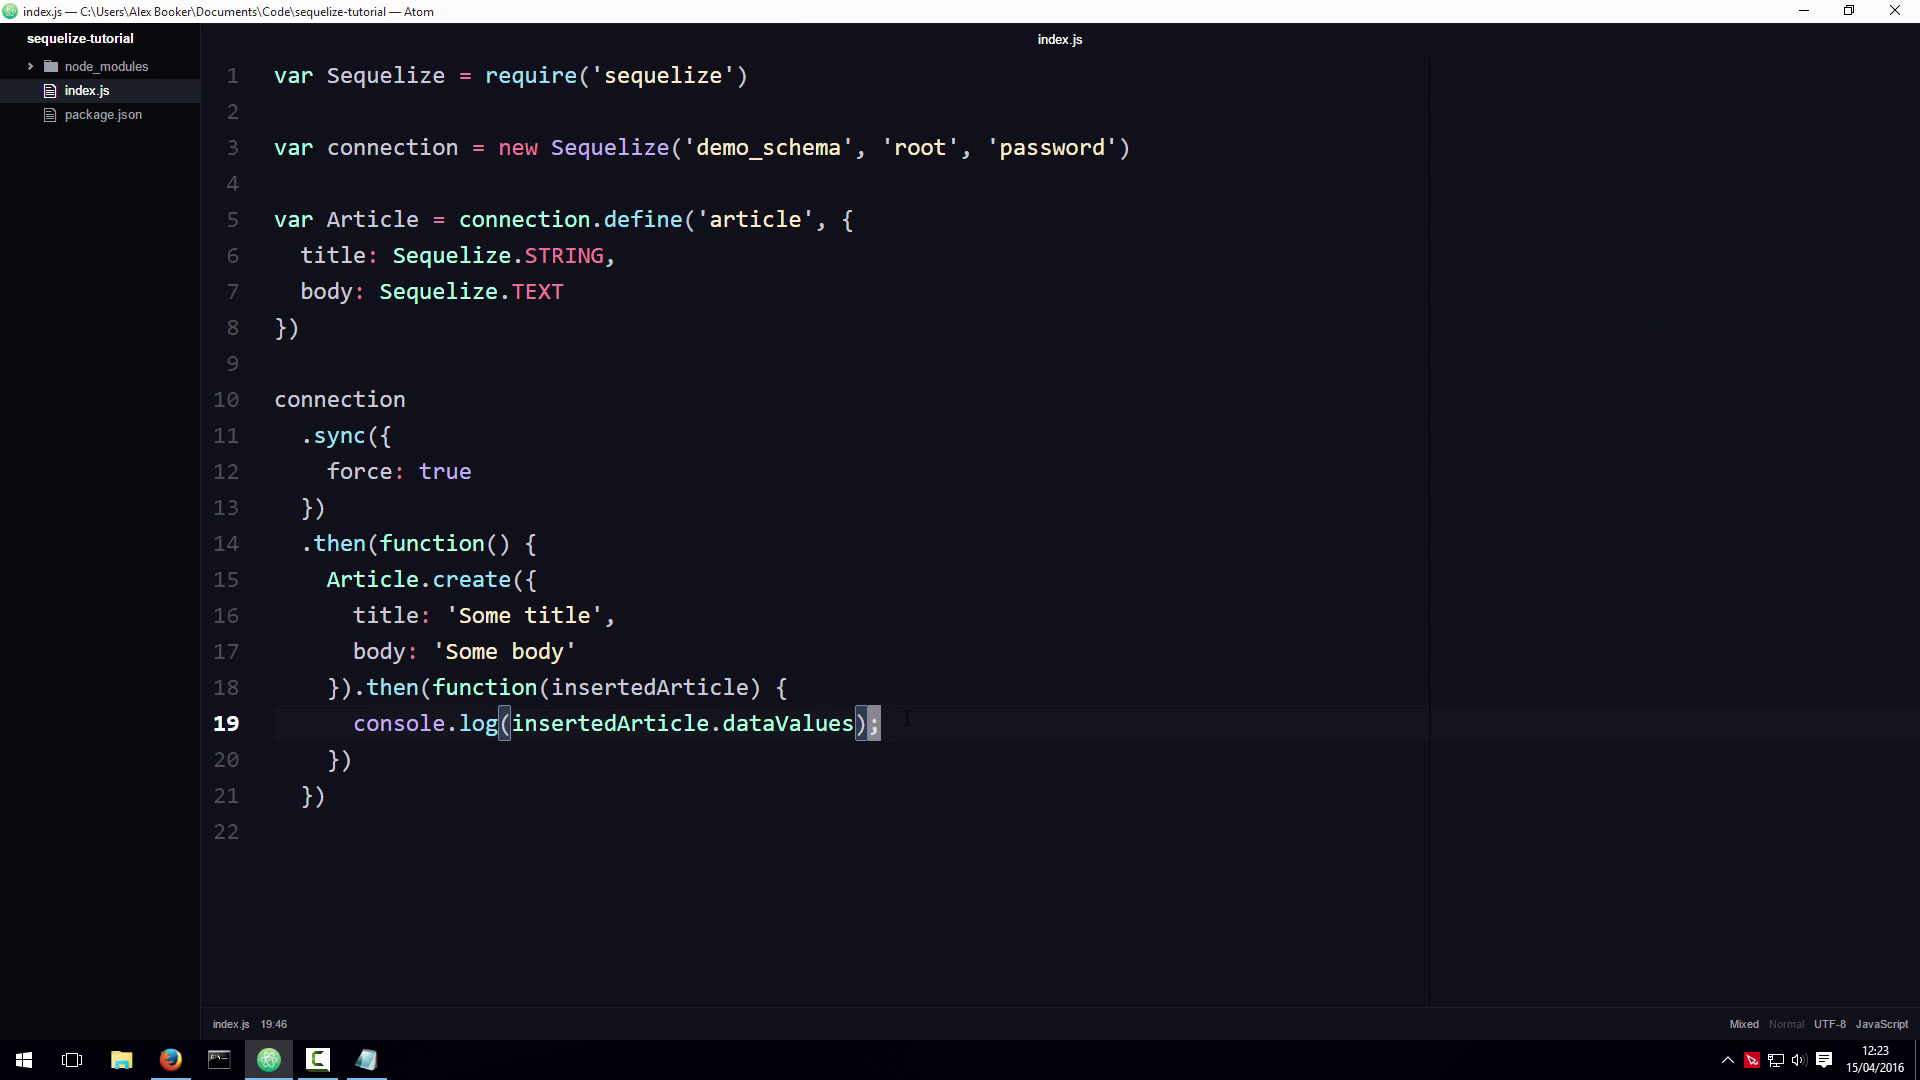 index.js — C:\Users\Alex Booker\Documents\Code\sequelize-tutorial — Atom
sequelize-tutorial
node_modules
index.js
package.json
index.js
1 var Sequelize = require('sequelize')
2
3 var connection = new Sequelize('demo_schema', 'root', 'password')
4
5 var Article = connection.define('article', {
6   title: Sequelize.STRING,
7   body: Sequelize.TEXT
8 })
9
10 connection
11   .sync({
12     force: true
13   })
14   .then(function() {
15     Article.create({
16       title: 'Some title',
17       body: 'Some body'
18     }).then(function(insertedArticle) {
19       console.log(insertedArticle.dataValues);
20     })
21   })
22
index.js 19:46
Mixed Normal UTF-8 JavaScript
12:23
15/04/2016